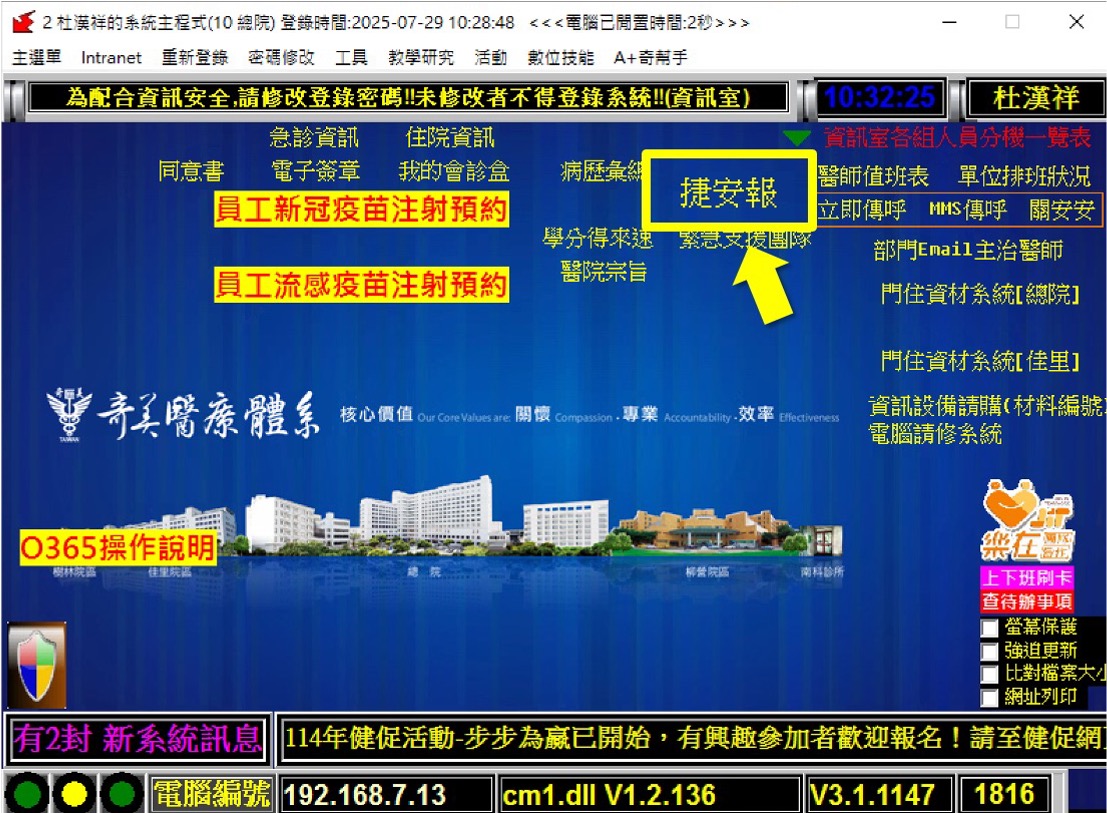 2 杜漢祥的系統主程式(10 總院) 登錄時間:2025-07-29 10:28:48 <<<電腦已閒置時間:2秒>>>
主選單 Intranet 重新登錄 密碼修改 工具 教學研究 活動 數位技能 A+奇幫手
為配合資訊安全,請修改登錄密碼!!未修改者不得登錄系統!!(資訊室) 10:32:25 杜漢祥
急診資訊 住院資訊 資訊室各組人員分機一覽表
同意書 電子簽章 我的會診盒 病歷彙總 捷安報 醫師值班表 單位排班狀況
員工新冠疫苗注射預約 立即傳呼 MMS傳呼 關安安
學分得來速 緊急支援團隊 部門Email主治醫師
醫院宗旨
員工流感疫苗注射預約 門住資材系統[總院]
門住資材系統[佳里]
奇美醫療體系 核心價值 Our Core Values are: 關懷 Compassion . 專業 Accountability . 效率 Effectiveness
TAIWAN
資訊設備請購(材料編號)
電腦請修系統
JiT
樂在
O365操作說明
樹林院區 佳里院區 總 院 柳營院區 南科診所
上下班刷卡
查待辦事項
螢幕保護
強迫更新
比對檔案大小
網址列印
有2封 新系統訊息 114年健促活動-步步為贏已開始，有興趣參加者歡迎報名！請至健促網
電腦編號 192.168.7.13 cm1.dll V1.2.136 V3.1.1147 1816